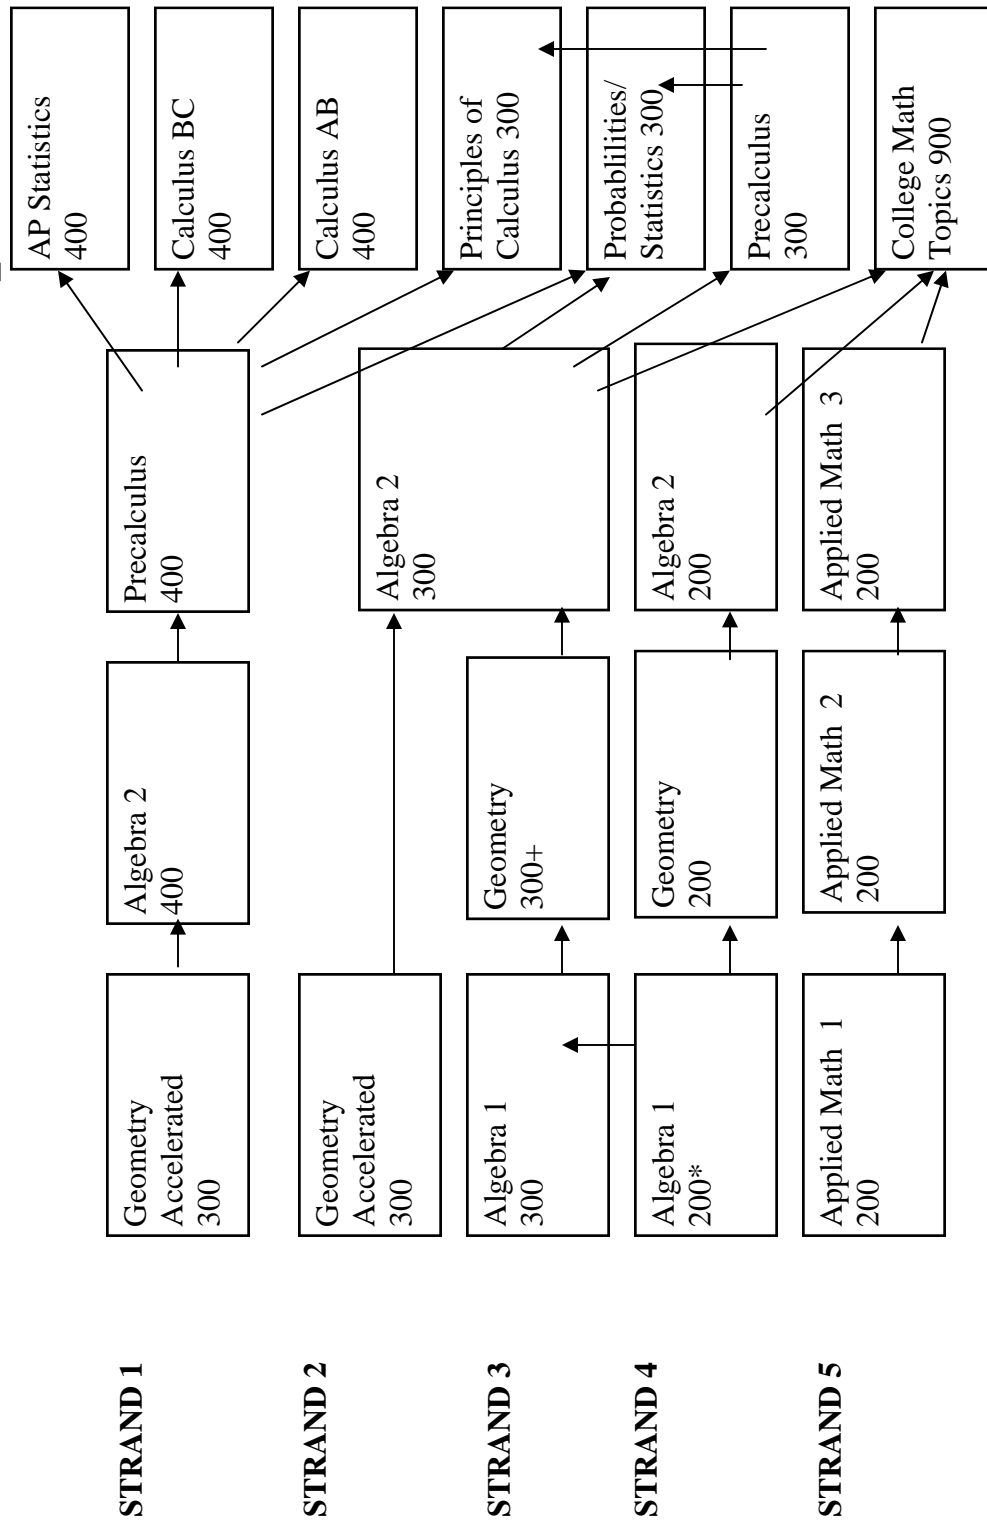 STRAND 1
Geometry
Accelerated
300
Algebra 2
400
Precalculus
400
AP Statistics
400
Calculus BC
400
Calculus AB
400
STRAND 2
Geometry
Accelerated
300
Algebra 2
300
Principles of
Calculus 300
STRAND 3
Algebra 1
300
Geometry
300+
Probablilities/
Statistics 300
STRAND 4
Algebra 1
200*
Geometry
200
Algebra 2
200
Precalculus
300
STRAND 5
Applied Math 1
200
Applied Math 2
200
Applied Math 3
200
College Math
Topics 900